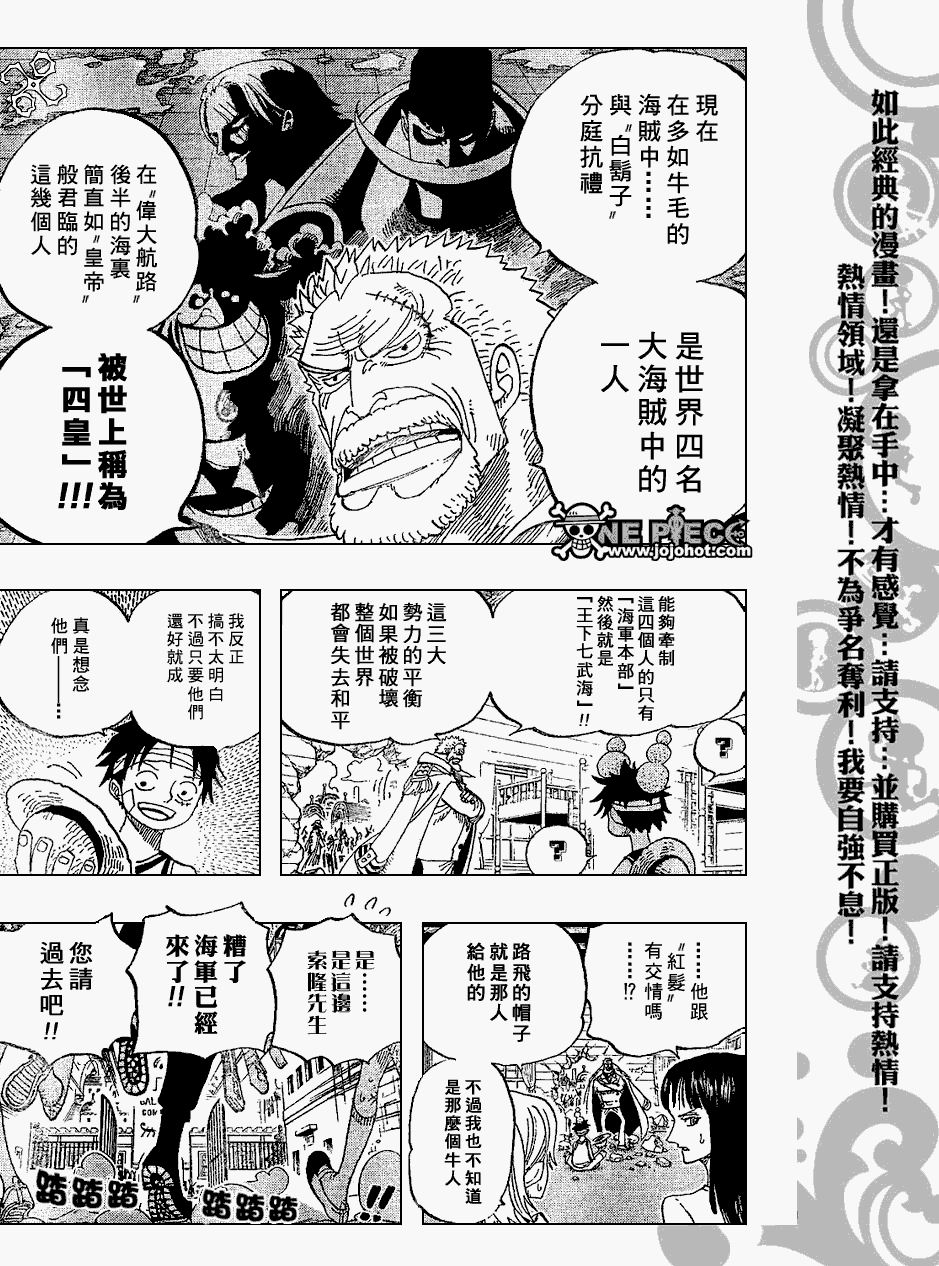 現在
在多如牛毛的
海賊中……
與〝白鬍子〞
分庭抗禮
是世界四名
大海賊中的
一人
在〝偉大航路〞
後半的海裏
簡直如〝皇帝〞
般君臨的
這幾個人
被世上稱為
「四皇」!!!
ONE PIECE
www.jojohot.com
能夠牽制
這四個人的只有
「海軍本部」
然後就是
「王下七武海」!!
?
?
這三大
勢力的平衡
如果被破壞
整個世界
都會失去和平
我反正
搞不太明白
不過只要他們
還好就成
真是想念
他們——……
……他跟
〝紅髮〞
有交情嗎
……!?
路飛的帽子
就是那人
給他的
不過我也不知道
是那麼個牛人
是……
是這邊
索隆先生
糟了
海軍已經
來了!!
您請
過去吧!!
踏踏踏
踏踏踏
!!
如此經典的漫畫!還是拿在手中…才有感覺…請支持…並購買正版!請支持熱情!
熱情領域!凝聚熱情!不為爭名奪利!我要自強不息!